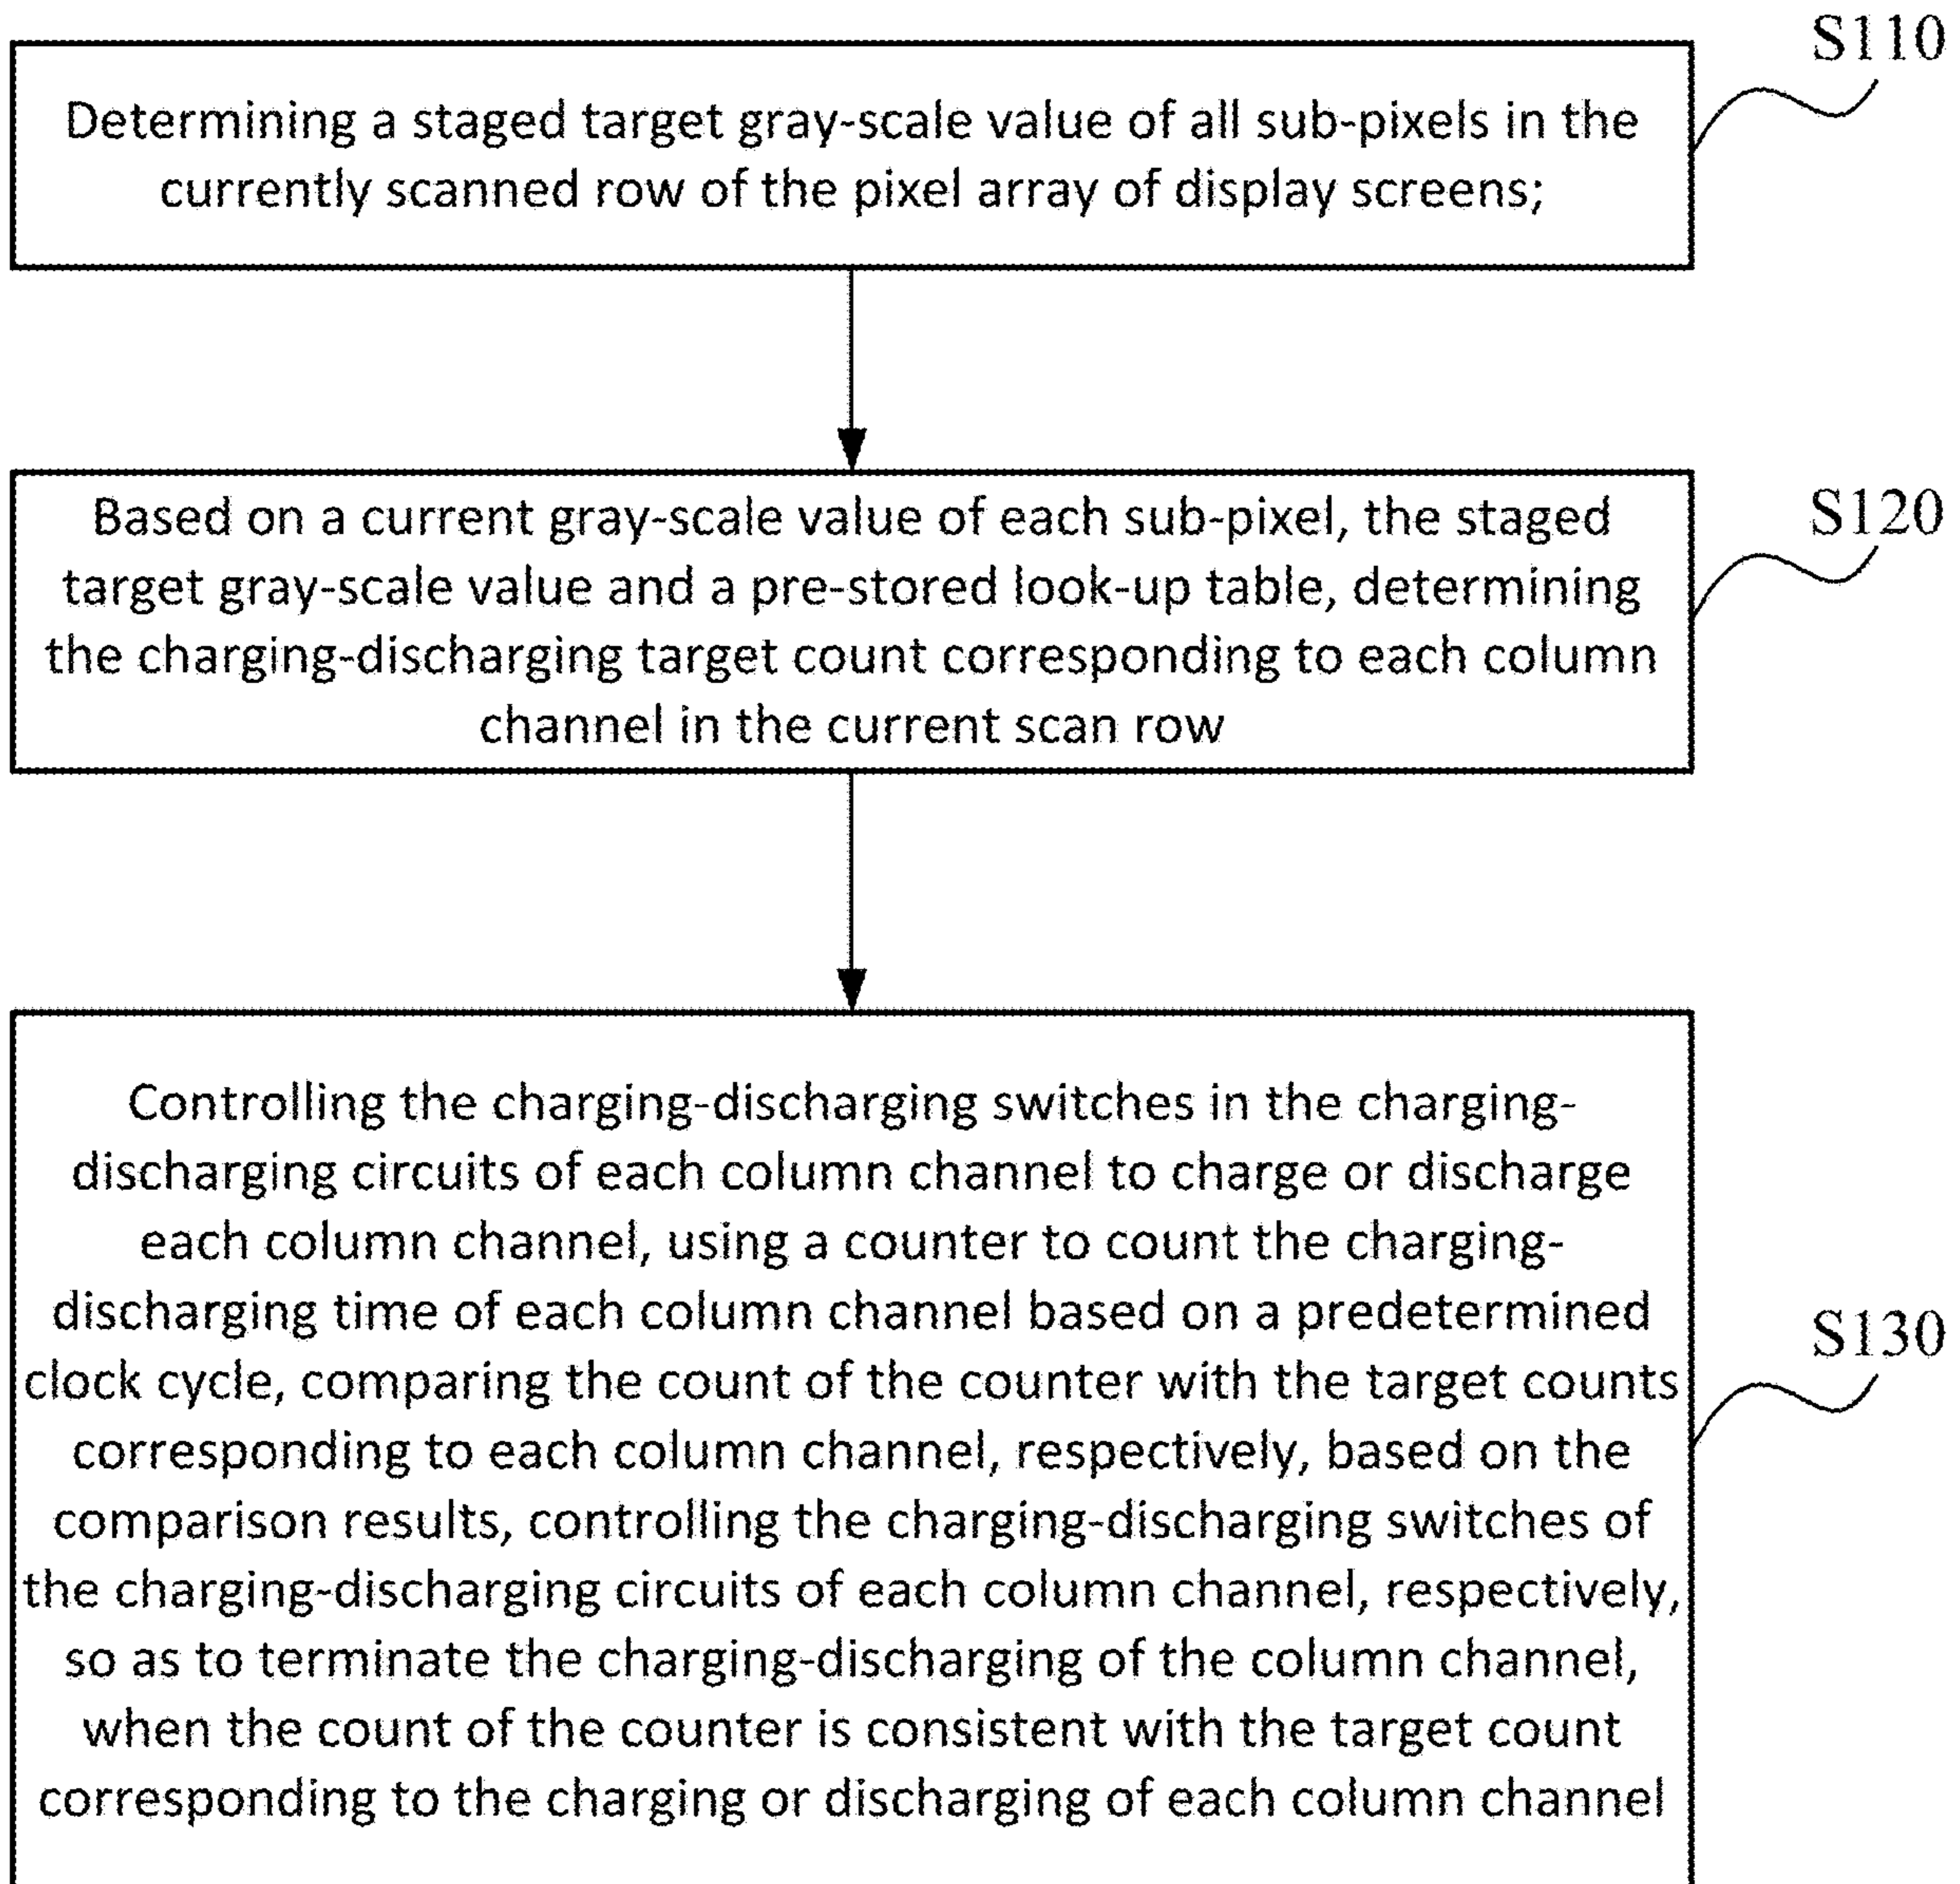 S110
Determining a staged target gray-scale value of all sub-pixels in the
currently scanned row of the pixel array of display screens;
S120
Based on a current gray-scale value of each sub-pixel, the staged
target gray-scale value and a pre-stored look-up table, determining
the charging-discharging target count corresponding to each column
channel in the current scan row
S130
Controlling the charging-discharging switches in the charging-
discharging circuits of each column channel to charge or discharge
each column channel, using a counter to count the charging-
discharging time of each column channel based on a predetermined
clock cycle, comparing the count of the counter with the target counts
corresponding to each column channel, respectively, based on the
comparison results, controlling the charging-discharging switches of
the charging-discharging circuits of each column channel, respectively,
so as to terminate the charging-discharging of the column channel,
when the count of the counter is consistent with the target count
corresponding to the charging or discharging of each column channel